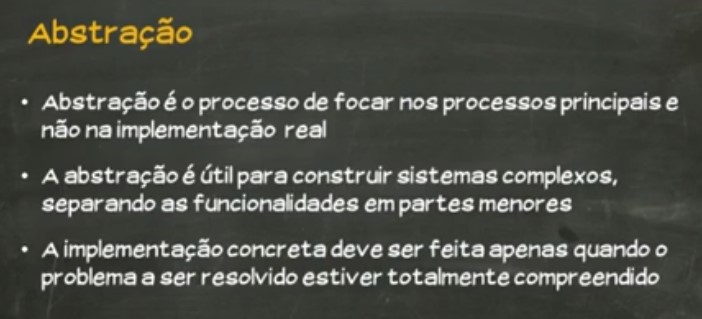 Abstração
• Abstração é o processo de focar nos processos principais e
não na implementação real
• A abstração é útil para construir sistemas complexos,
separando as funcionalidades em partes menores
• A implementação concreta deve ser feita apenas quando o
problema a ser resolvido estiver totalmente compreendido